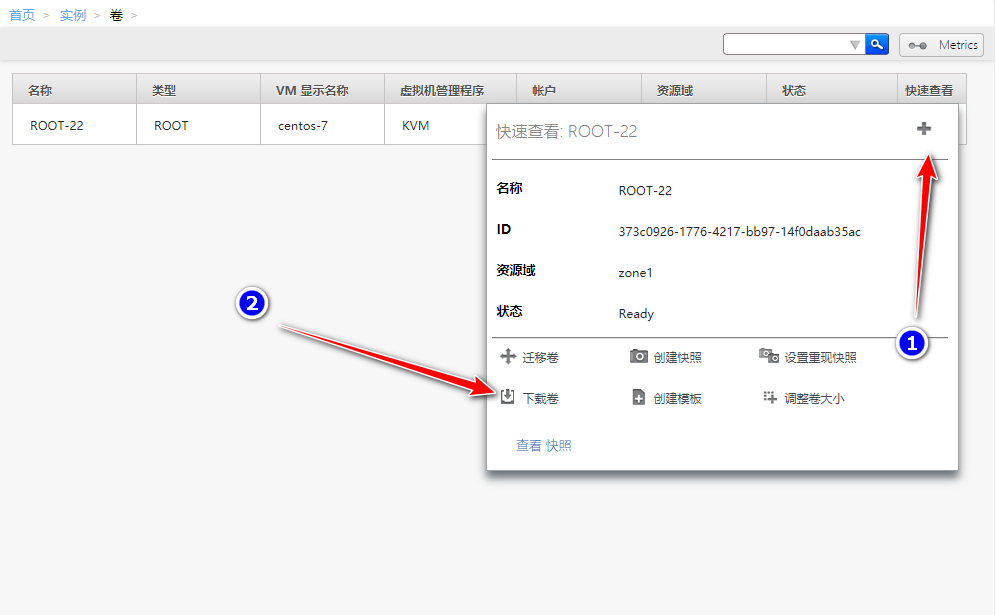 首页 > 实例 > 卷 >
Metrics
名称 类型 VM 显示名称 虚拟机管理程序 帐户 资源域 状态 快速查看
ROOT-22 ROOT centos-7 KVM
快速查看: ROOT-22
名称 ROOT-22
ID 373c0926-1776-4217-bb97-14f0daab35ac
资源域 zone1
状态 Ready
2
1
迁移卷 创建快照 设置重现快照
下载卷 创建模板 调整卷大小
查看 快照